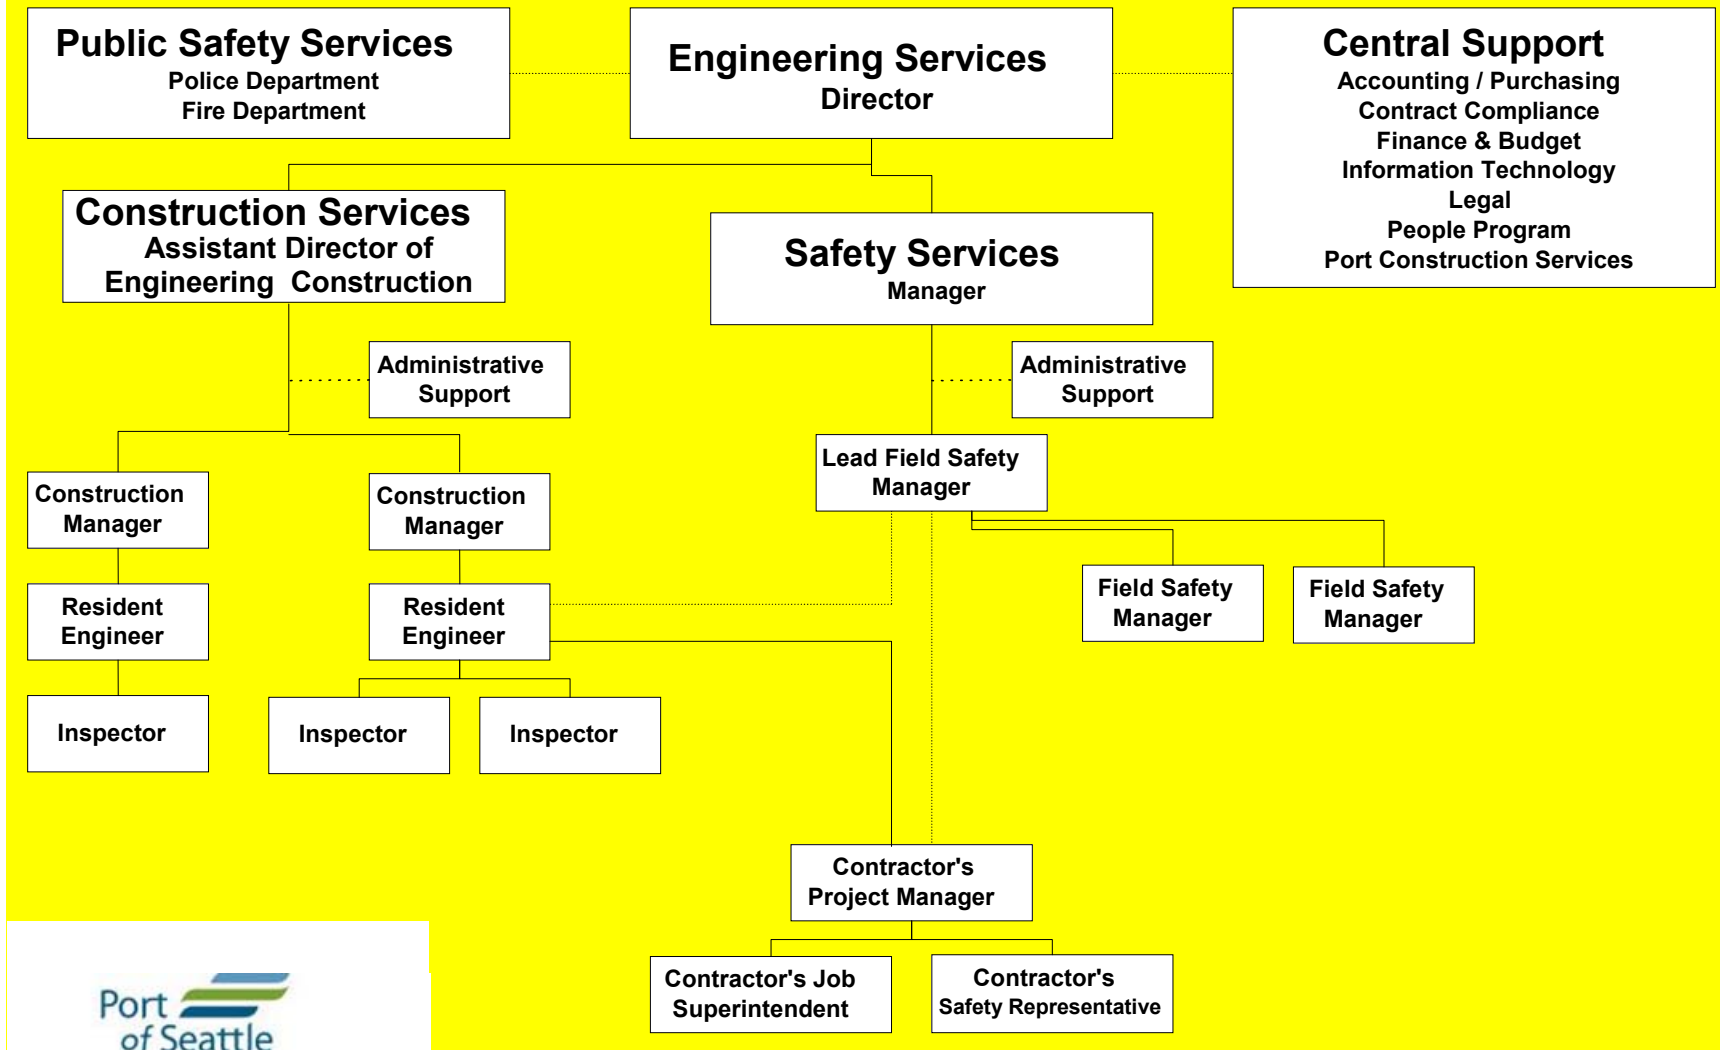 Public Safety Services
Police Department
Fire Department
Engineering Services
Director
Central Support
Accounting / Purchasing
Contract Compliance
Finance & Budget
Information Technology
Legal
People Program
Port Construction Services
Construction Services
Assistant Director of
Engineering Construction
Safety Services
Manager
Administrative
Support
Administrative
Support
Lead Field Safety
Manager
Construction
Manager
Construction
Manager
Resident
Engineer
Resident
Engineer
Field Safety
Manager
Field Safety
Manager
Inspector
Inspector
Inspector
Contractor's
Project Manager
Contractor's Job
Superintendent
Contractor's
Safety Representative
Port
of Seattle